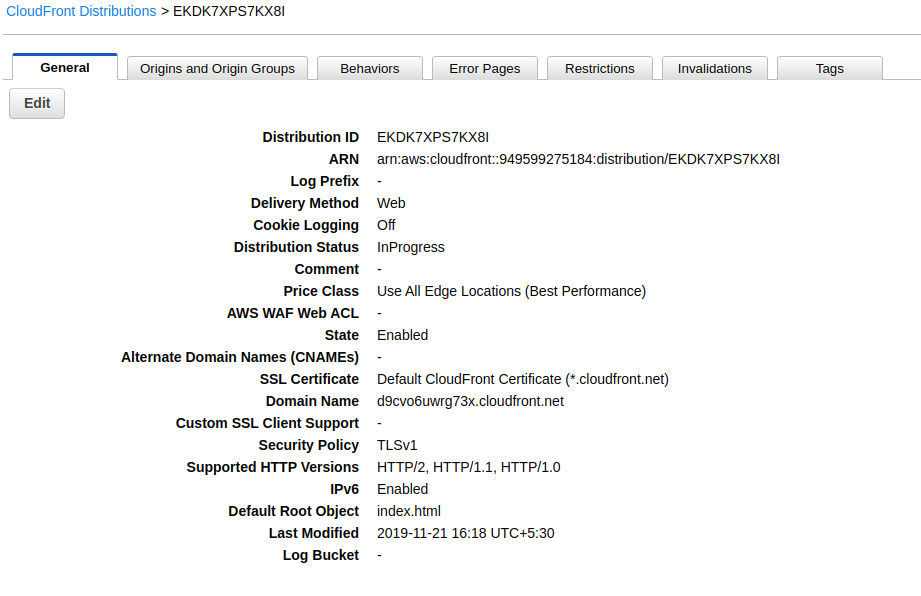 CloudFront Distributions > EKDK7XPS7KX8I
General Origins and Origin Groups Behaviors Error Pages Restrictions Invalidations Tags
Edit
Distribution ID EKDK7XPS7KX8I
ARN arn:aws:cloudfront::949599275184:distribution/EKDK7XPS7KX8I
Log Prefix -
Delivery Method Web
Cookie Logging Off
Distribution Status InProgress
Comment -
Price Class Use All Edge Locations (Best Performance)
AWS WAF Web ACL -
State Enabled
Alternate Domain Names (CNAMEs) -
SSL Certificate Default CloudFront Certificate (*.cloudfront.net)
Domain Name d9cvo6uwrg73x.cloudfront.net
Custom SSL Client Support -
Security Policy TLSv1
Supported HTTP Versions HTTP/2, HTTP/1.1, HTTP/1.0
IPv6 Enabled
Default Root Object index.html
Last Modified 2019-11-21 16:18 UTC+5:30
Log Bucket -